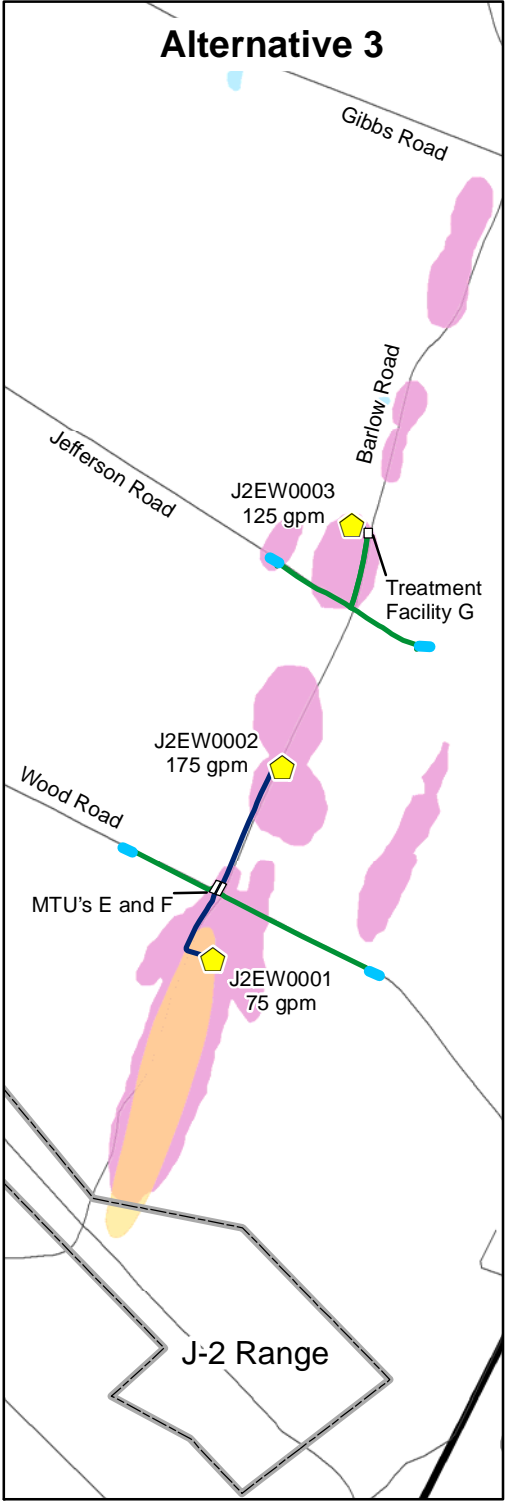 Alternative 3
Gibbs Road
Barlow Road
Jefferson Road
J2EW0003
125 gpm
Treatment
Facility G
J2EW0002
175 gpm
Wood Road
MTU's E and F
J2EW0001
75 gpm
J-2 Range